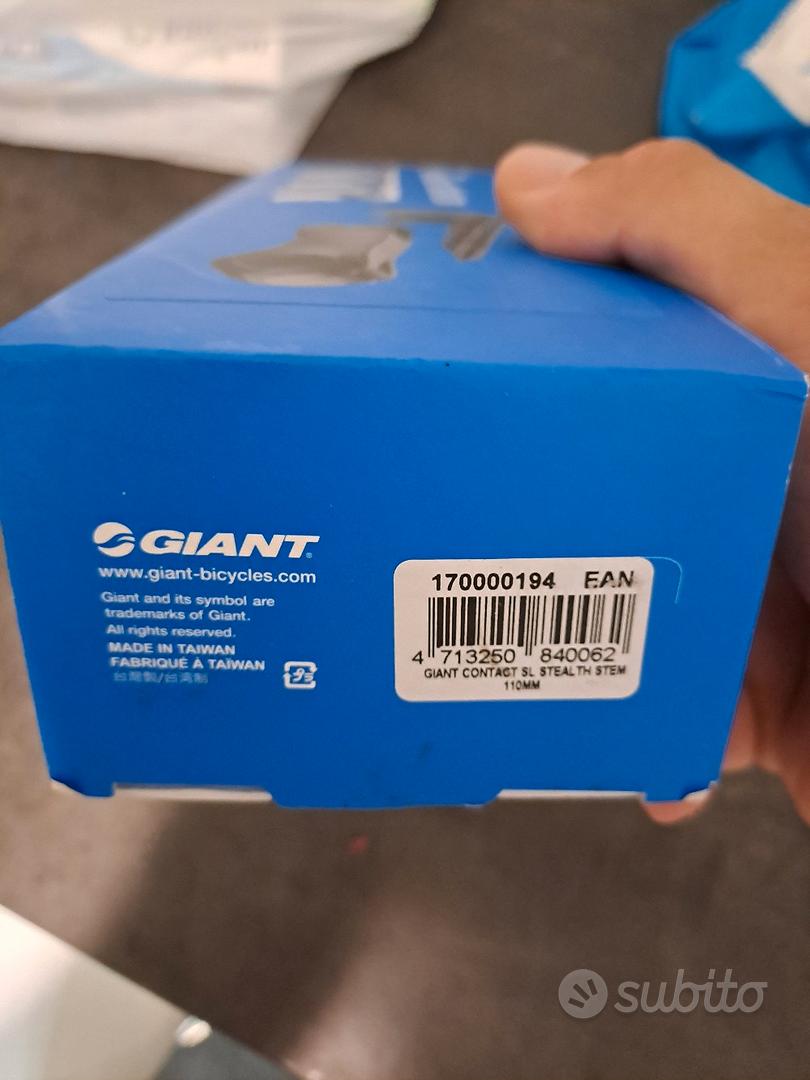 GIANT
www.giant-bicycles.com
Giant and its symbol are
trademarks of Giant.
All rights reserved.
MADE IN TAIWAN
FABRIQUÉ À TAÏWAN
台灣製/台湾制
170000194 EAN
4 713250 840062
GIANT CONTACT SL STEALTH STEM
110MM
subito